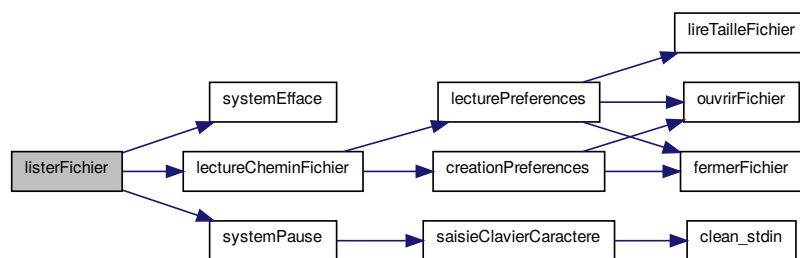 lireTailleFichier
systemEfface
lecturePreferences
ouvrirFichier
listerFichier
lectureCheminFichier
creationPreferences
fermerFichier
systemPause
saisieClavierCaractere
clean_stdin